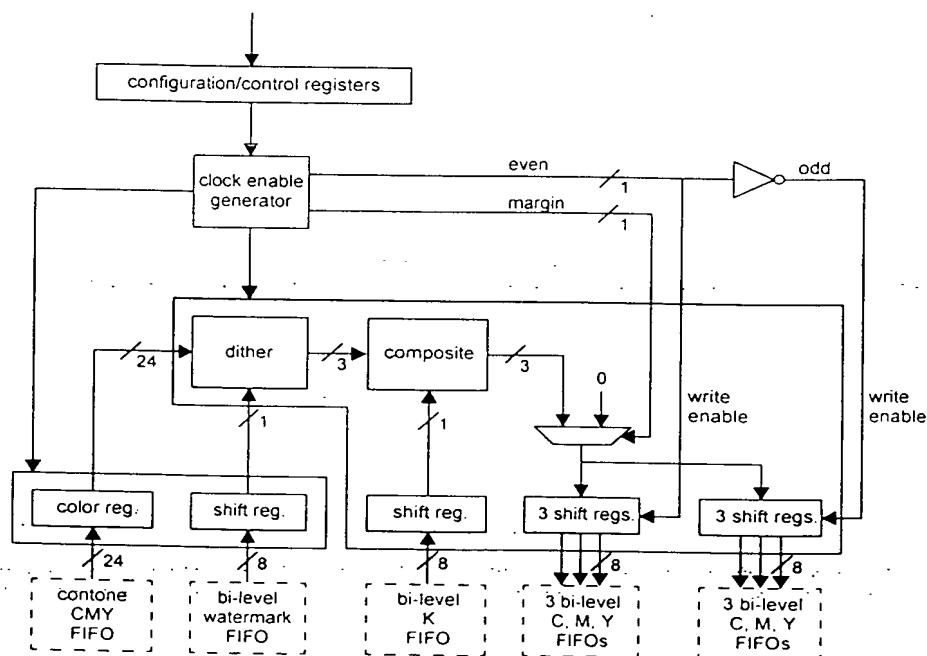 configuration/control registers
clock enable
generator
even
1
odd
margin
1
dither
composite
24
3
3
0
write
enable
write
enable
1
1
color reg.
shift reg.
shift reg.
3 shift regs.
3 shift regs.
24
8
8
8
8
contone
CMY
FIFO
bi-level
watermark
FIFO
bi-level
K
FIFO
3 bi-level
C, M, Y
FIFOs
3 bi-level
C, M, Y
FIFOs